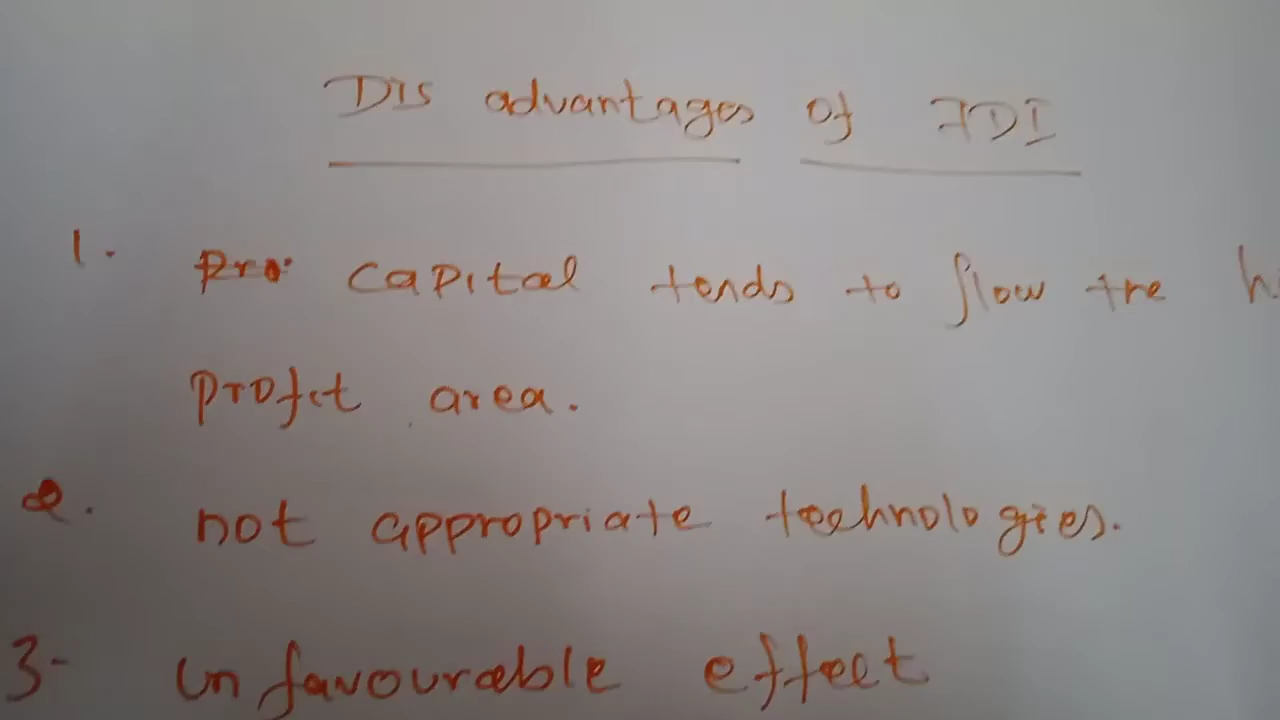 DIS advantages of FDI
1. Capital tends to flow the
profit area.
2. not appropriate technologies.
3- unfavourable effect